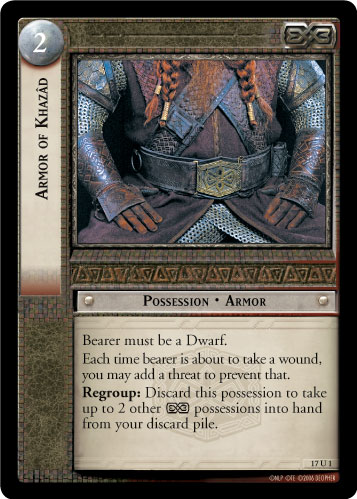 2
ARMOR OF KHAZÂD
POSSESSION • ARMOR
Bearer must be a Dwarf.
Each time bearer is about to take a wound,
you may add a threat to prevent that.
Regroup: Discard this possession to take
up to 2 other possessions into hand
from your discard pile.
17 U 1